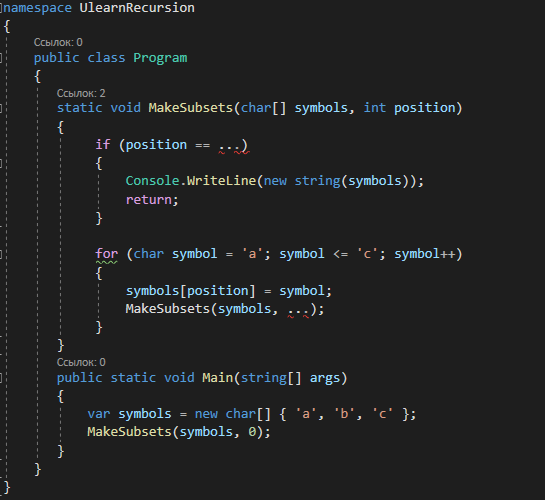 namespace UlearnRecursion
{
Ссылок: 0
public class Program
{
Ссылок: 2
static void MakeSubsets(char[] symbols, int position)
{
if (position == ...)
{
Console.WriteLine(new string(symbols));
return;
}
for (char symbol = 'a'; symbol <= 'c'; symbol++)
{
symbols[position] = symbol;
MakeSubsets(symbols, ...);
}
}
Ссылок: 0
public static void Main(string[] args)
{
var symbols = new char[] { 'a', 'b', 'c' };
MakeSubsets(symbols, 0);
}
}
}